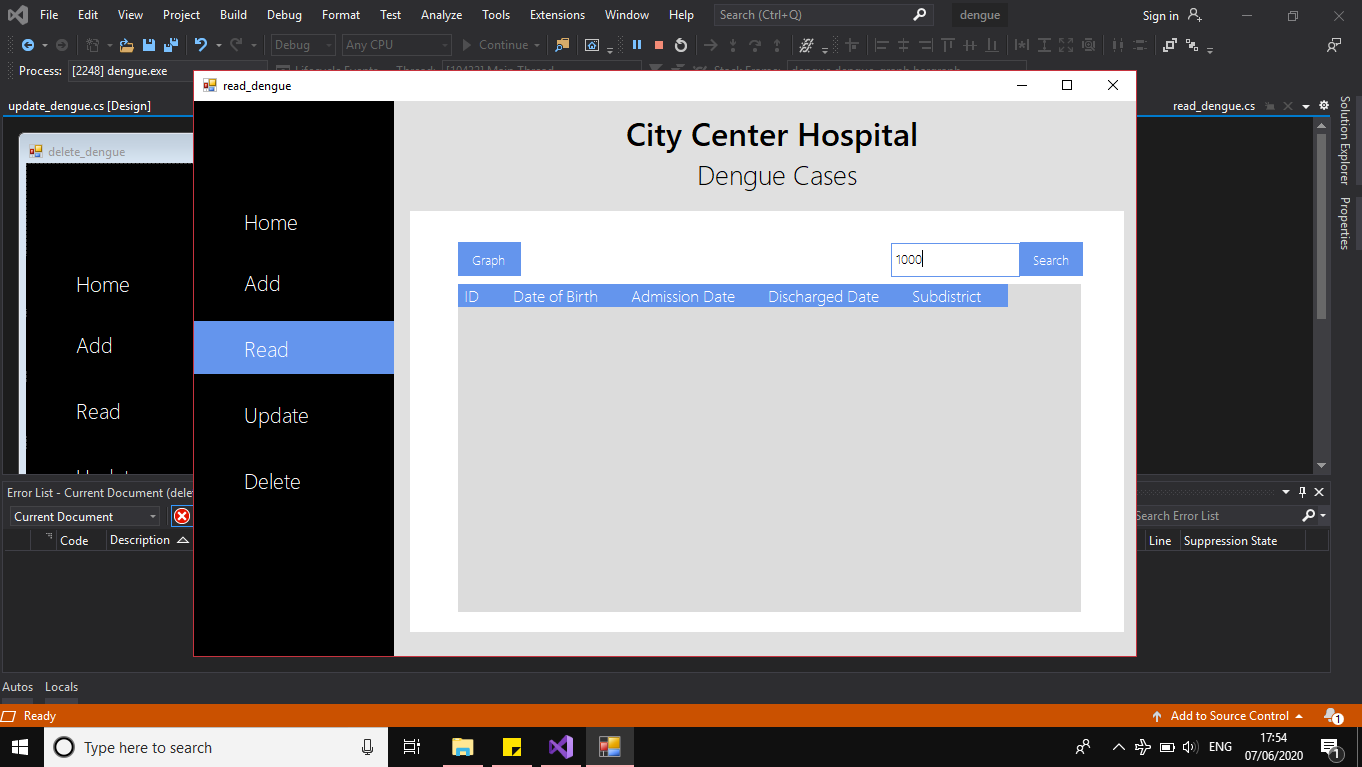 File Edit View Project Build Debug Format Test Analyze Tools Extensions Window Help Search (Ctrl+Q) dengue Sign in
Debug Any CPU Continue
Process: [2248] dengue.exe
update_dengue.cs [Design] read_dengue.cs
delete_dengue
Home
Add
Read
read_dengue
Home
Add
Read
Update
Delete
City Center Hospital
Dengue Cases
Graph 1000 Search
ID Date of Birth Admission Date Discharged Date Subdistrict
Solution Explorer
Properties
Error List - Current Document (delet
Current Document Search Error List
Code Description Line Suppression State
Autos Locals
Ready Add to Source Control 1
Type here to search ENG 17:54
07/06/2020 1